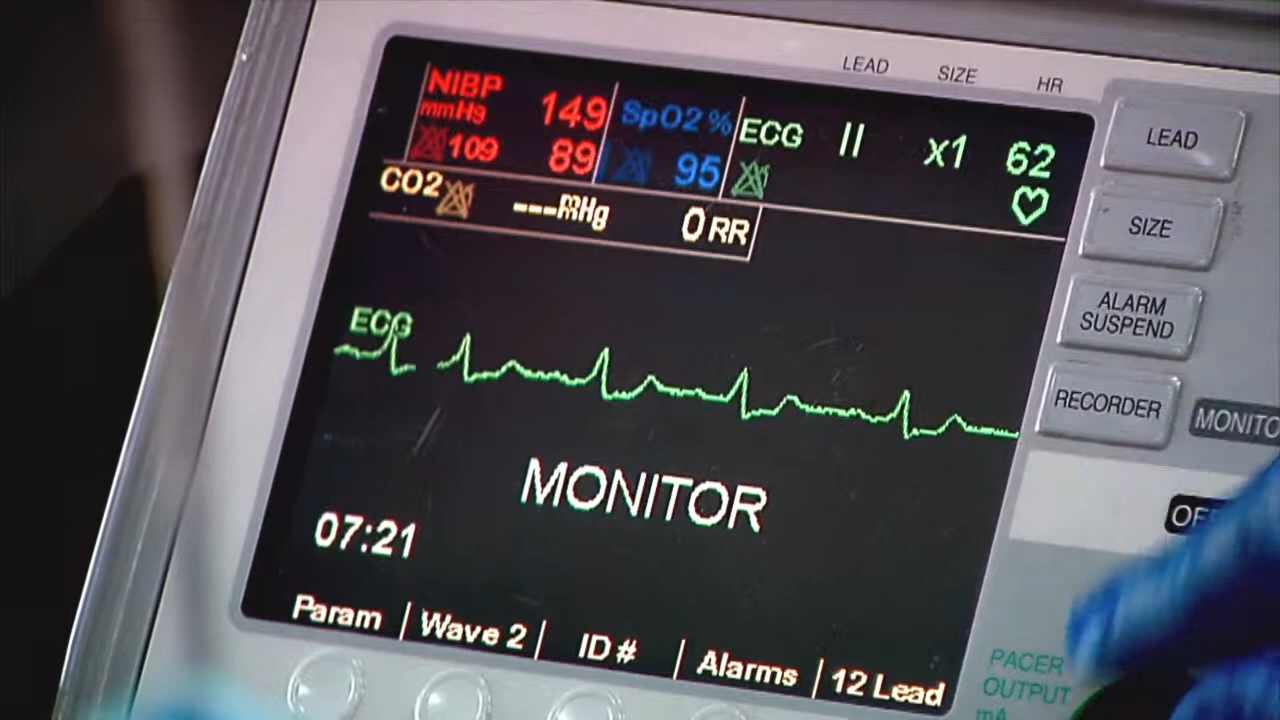 LEAD SIZE HR
NIBP
mmHg 149
109 89
SpO2 %
95
ECG II x1 62
CO2 ---mmHg 0 RR
ECG
MONITOR
07:21
Param | Wave 2 | ID # | Alarms | 12 Lead
LEAD
SIZE
ALARM
SUSPEND
RECORDER
MONITO
PACER
OUTPUT
mA